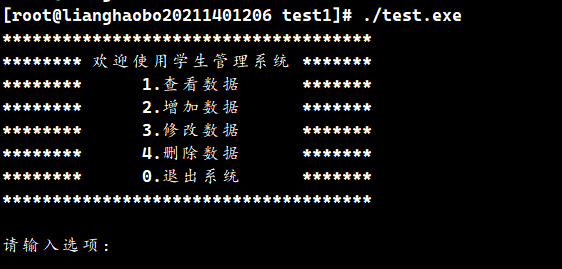 [root@lianghaobo20211401206 test1]# ./test.exe
*************************************
******** 欢迎使用学生管理系统 *******
******** 1.查看数据 *******
******** 2.增加数据 *******
******** 3.修改数据 *******
******** 4.删除数据 *******
******** 0.退出系统 *******
*************************************
请输入选项: